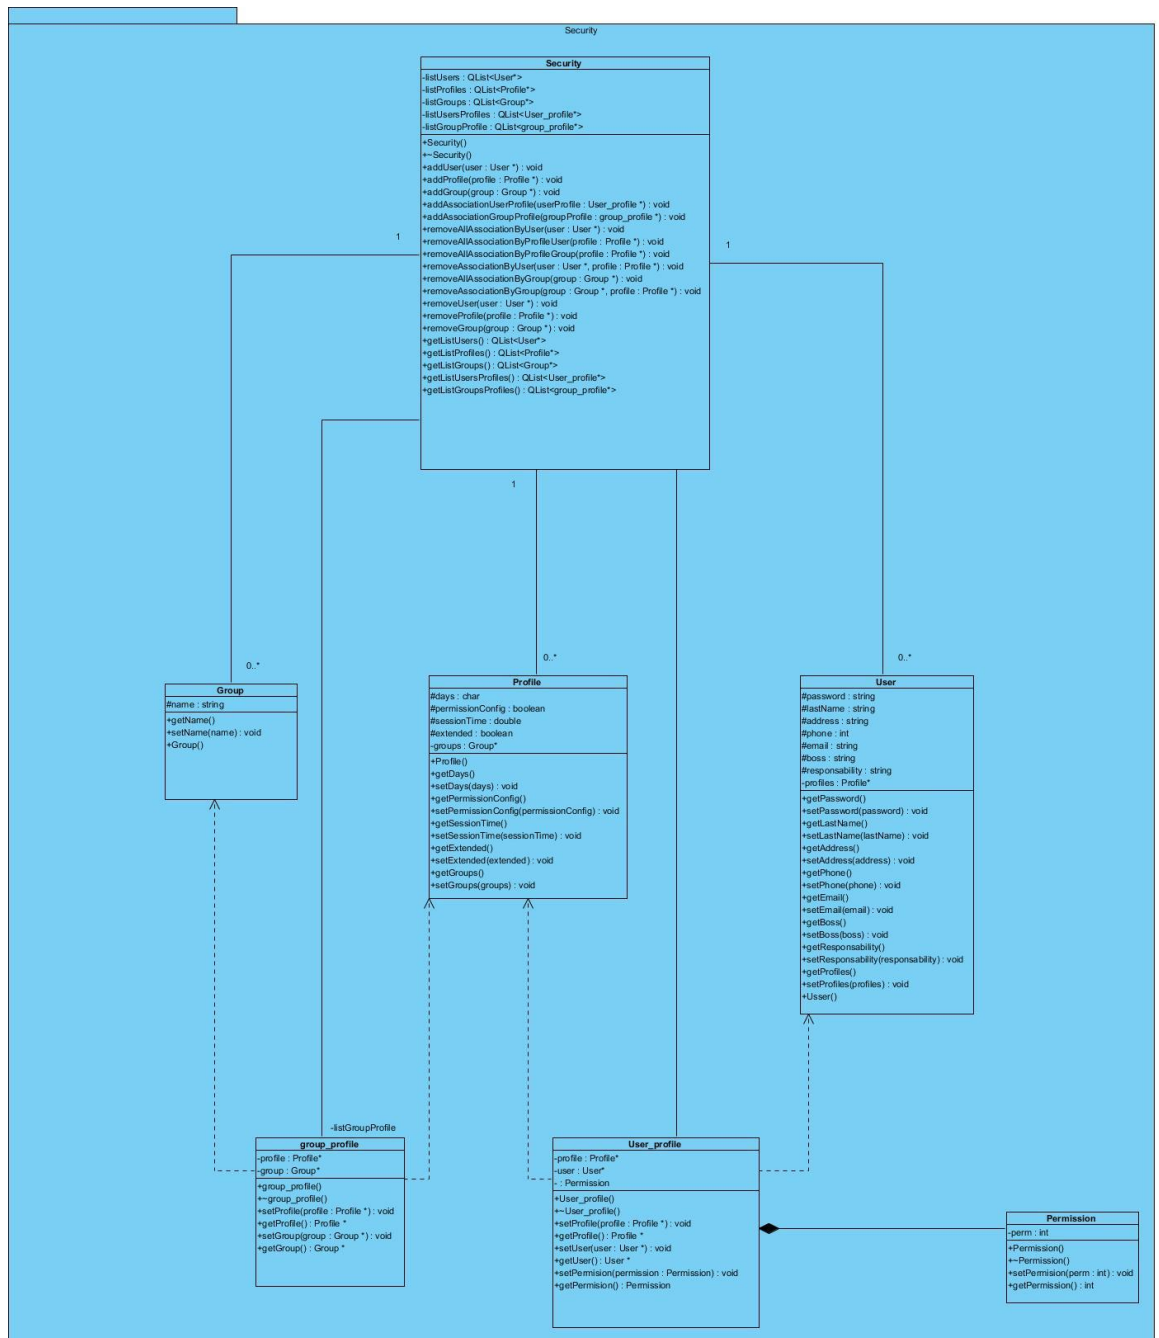 Security
Security
-listUsers : QList<User*>
-listProfiles : QList<Profile*>
-listGroups : QList<Group*>
-listUsersProfiles : QList<User_profile*>
-listGroupProfile : QList<group_profile*>
+Security()
+~Security()
+addUser(user : User *) : void
+addProfile(profile : Profile *) : void
+addGroup(group : Group *) : void
+addAssociationUserProfile(userProfile : User_profile *) : void
+addAssociationGroupProfile(groupProfile : group_profile *) : void
+removeAllAssociationByUser(user : User *) : void
+removeAllAssociationByProfileUser(profile : Profile *) : void
+removeAllAssociationByProfileGroup(profile : Profile *) : void
+removeAssociationByUser(user : User *, profile : Profile *) : void
+removeAllAssociationByGroup(group : Group *) : void
+removeAssociationByGroup(group : Group *, profile : Profile *) : void
+removeUser(user : User *) : void
+removeProfile(profile : Profile *) : void
+removeGroup(group : Group *) : void
+getListUsers() : QList<User*>
+getListProfiles() : QList<Profile*>
+getListGroups() : QList<Group*>
+getListUsersProfiles() : QList<User_profile*>
+getListGroupsProfiles() : QList<group_profile*>
1
1
1
0..*
0..*
0..*
Group
#name : string
+getName()
+setName(name) : void
+Group()
Profile
#days : char
#permissionConfig : boolean
#sessionTime : double
#extended : boolean
-groups : Group*
+Profile()
+getDays()
+setDays(days) : void
+getPermissionConfig()
+setPermissionConfig(permissionConfig) : void
+getSessionTime()
+setSessionTime(sessionTime) : void
+getExtended()
+setExtended(extended) : void
+getGroups()
+setGroups(groups) : void
User
#password : string
#lastName : string
#address : string
#phone : int
#email : string
#boss : string
#responsability : string
-profiles : Profile*
+getPassword()
+setPassword(password) : void
+getLastName()
+setLastName(lastName) : void
+getAddress()
+setAddress(address) : void
+getPhone()
+setPhone(phone) : void
+getEmail()
+setEmail(email) : void
+getBoss()
+setBoss(boss) : void
+getResponsability()
+setResponsability(responsability) : void
+getProfiles()
+setProfiles(profiles) : void
+Usser()
-listGroupProfile
group_profile
-profile : Profile*
-group : Group*
+group_profile()
+~group_profile()
+setProfile(profile : Profile *) : void
+getProfile() : Profile *
+setGroup(group : Group *) : void
+getGroup() : Group *
User_profile
-profile : Profile*
-user : User*
- : Permission
+User_profile()
+~User_profile()
+setProfile(profile : Profile *) : void
+getProfile() : Profile *
+setUser(user : User *) : void
+getUser() : User *
+setPermision(permission : Permission) : void
+getPermision() : Permission
Permission
-perm : int
+Permission()
+~Permission()
+setPermision(perm : int) : void
+getPermission() : int